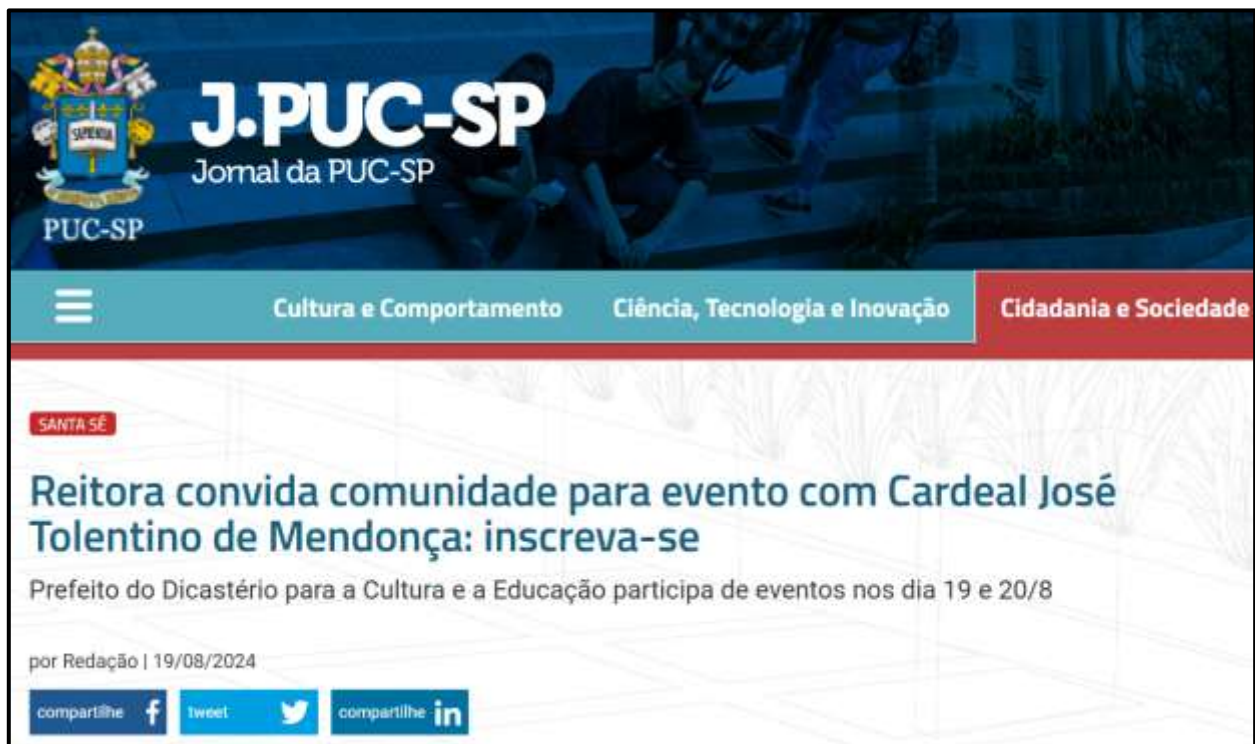 SAPIENTIA
PUC-SP
J.PUC-SP
Jornal da PUC-SP
Cultura e Comportamento Ciência, Tecnologia e Inovação Cidadania e Sociedade
SANTA SÉ
Reitora convida comunidade para evento com Cardeal José
Tolentino de Mendonça: inscreva-se
Prefeito do Dicastério para a Cultura e a Educação participa de eventos nos dia 19 e 20/8
por Redação | 19/08/2024
compartilhe tweet compartilhe in